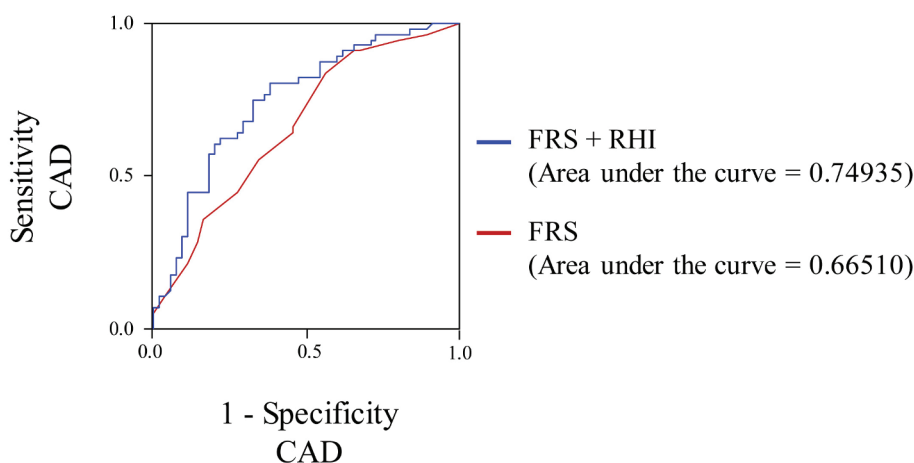 1.0
0.5
0.0
Sensitivity
CAD
0.0
0.5
1.0
1 - Specificity
CAD
FRS + RHI
(Area under the curve = 0.74935)
FRS
(Area under the curve = 0.66510)